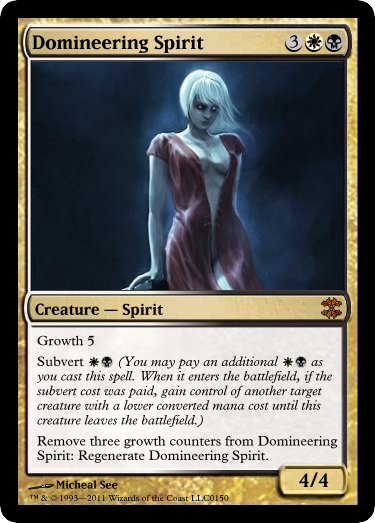 Domineering Spirit 3
Creature — Spirit
Growth 5
Subvert (You may pay an additional as
you cast this spell. When it enters the battlefield, if the
subvert cost was paid, gain control of another target
creature with a lower converted mana cost until this
creature leaves the battlefield.)
Remove three growth counters from Domineering
Spirit: Regenerate Domineering Spirit.
4/4
Micheal See
™ & © 1993—2011 Wizards of the Coast LLC0150